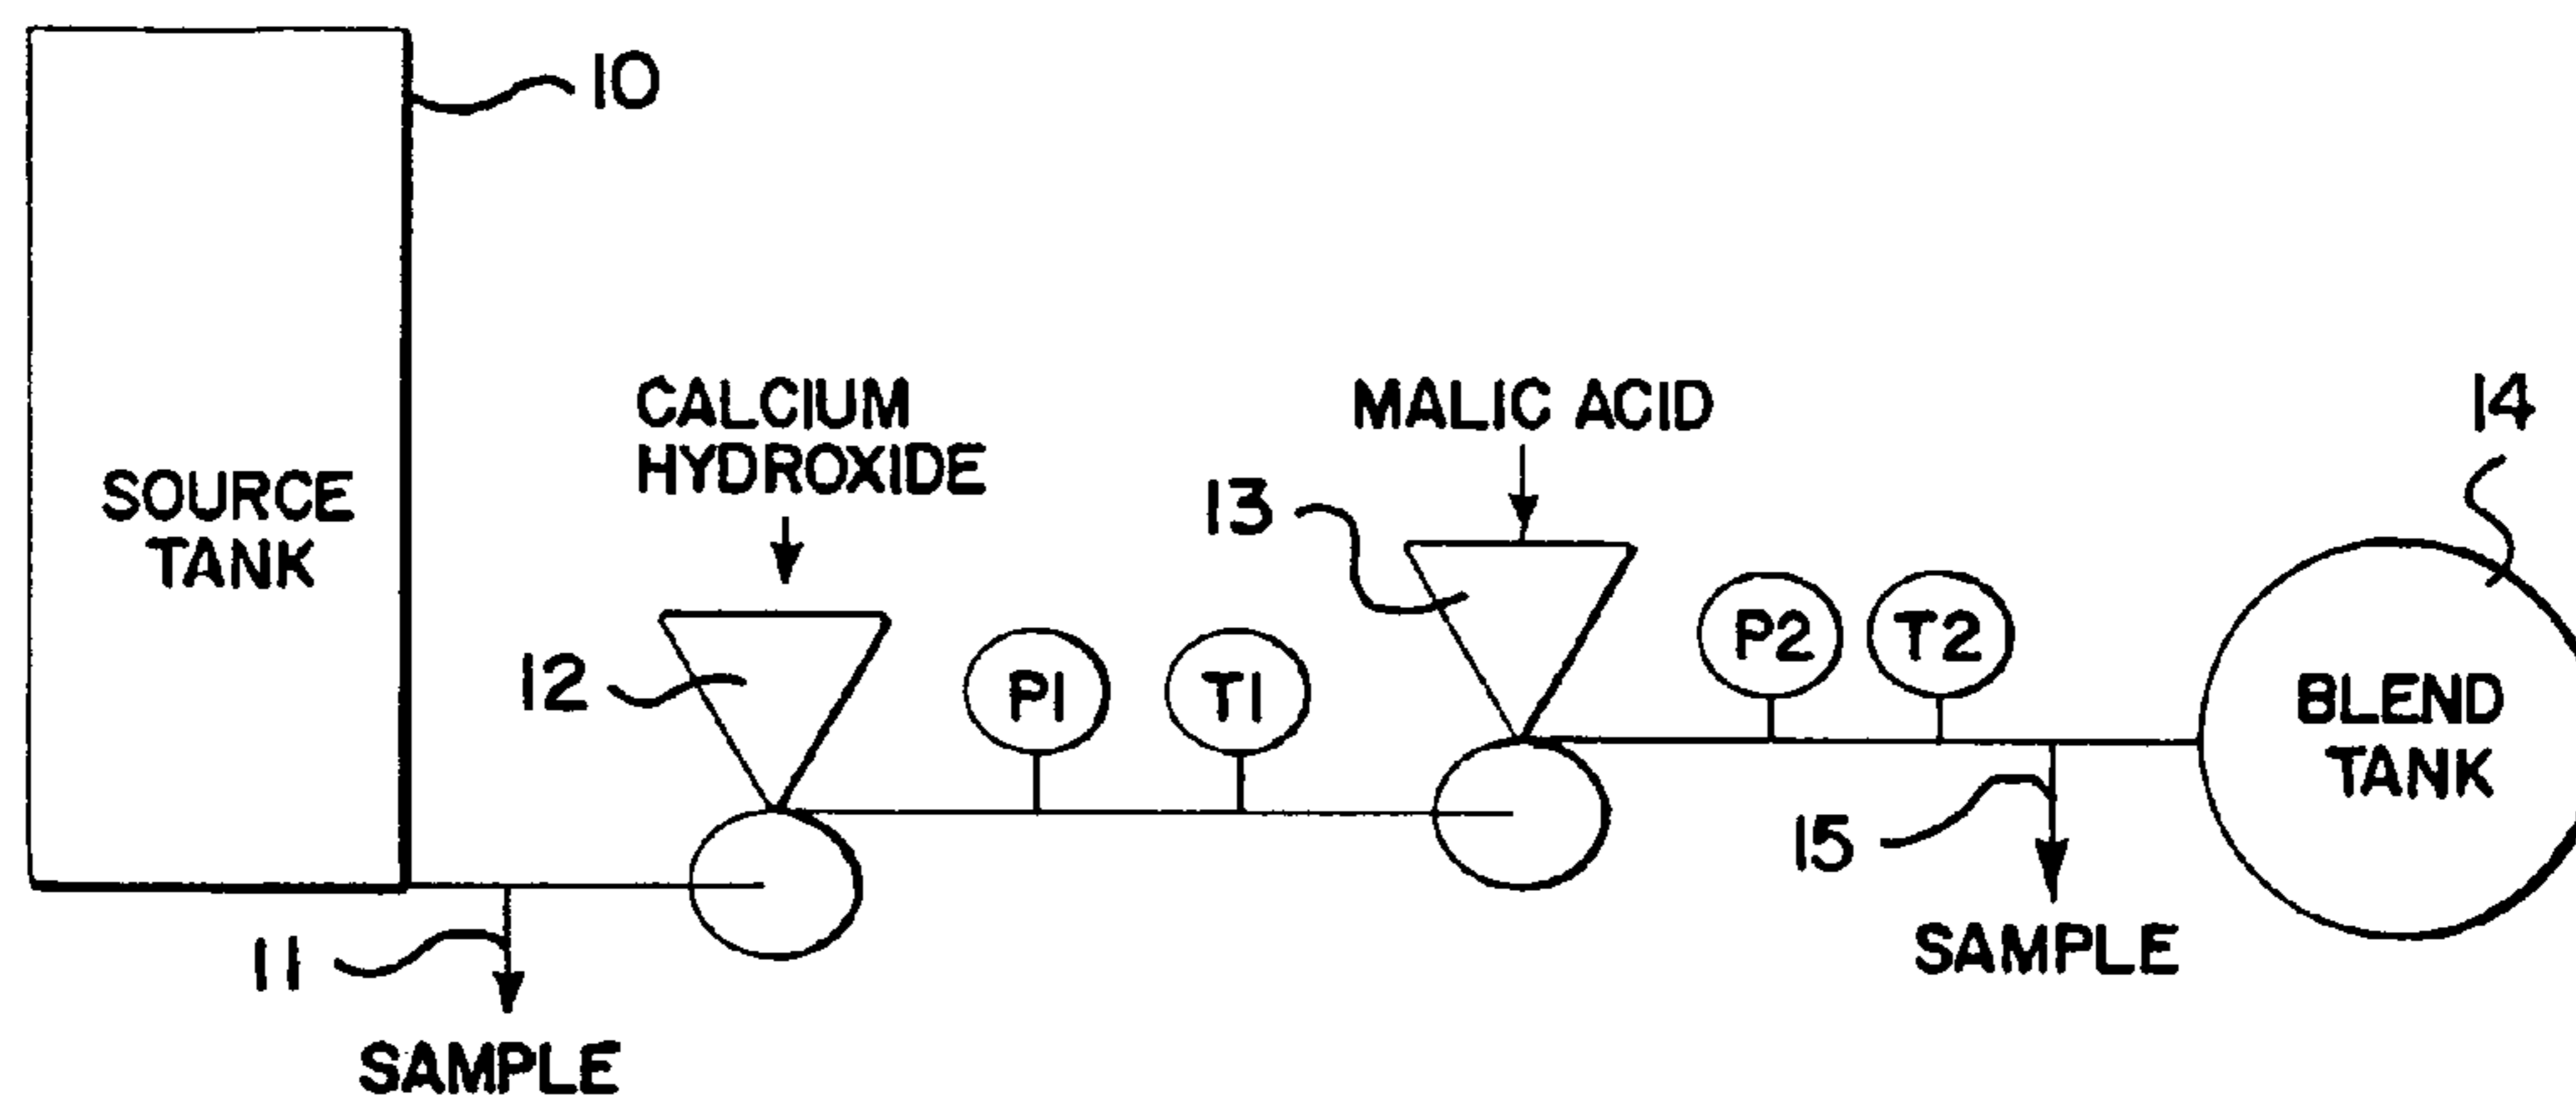 10
SOURCE
TANK
11
SAMPLE
CALCIUM
HYDROXIDE
12
P1
T1
MALIC ACID
13
P2
T2
15
SAMPLE
14
BLEND
TANK